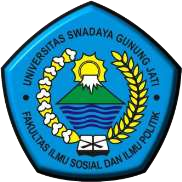 UNIVERSITAS SWADAYA GUNUNG JATI
FAKULTAS ILMU SOSIAL DAN ILMU POLITIK